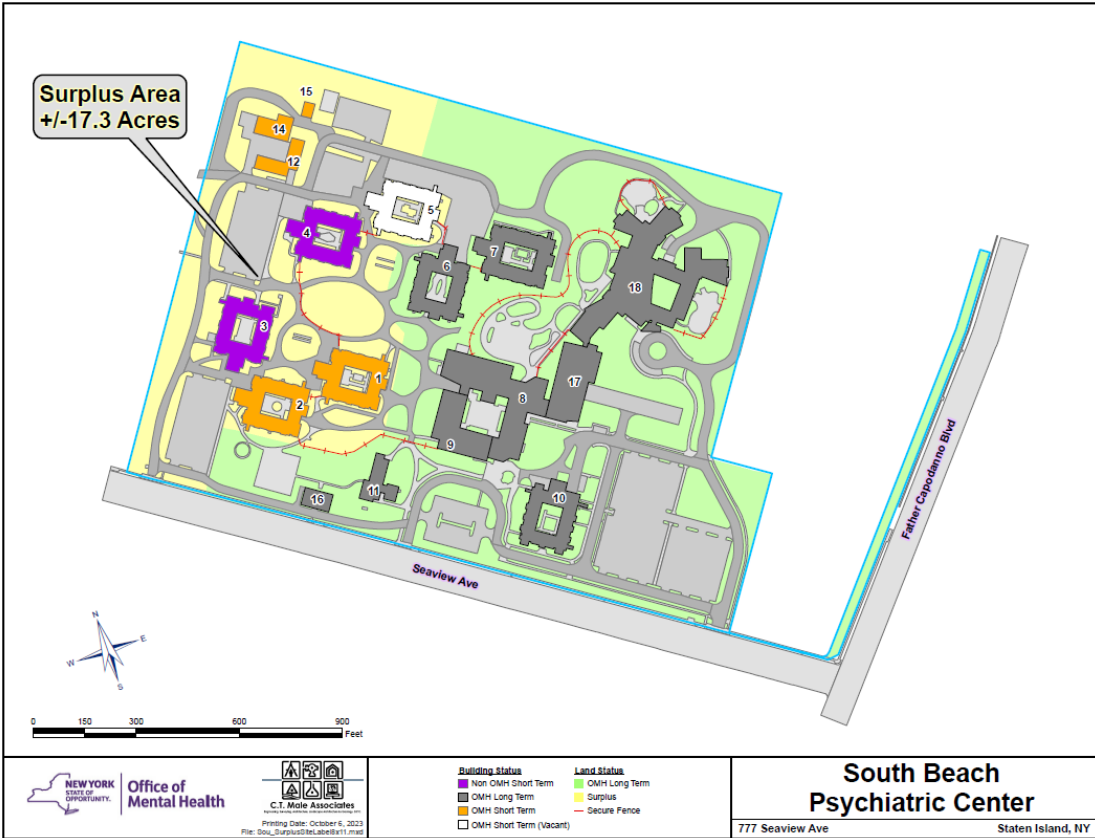 Surplus Area
+/-17.3 Acres
15
14
12
5
4
7
6
18
3
1
17
2
8
9
10
11
16
Father Capodanno Blvd
Seaview Ave
N
E
W
S
0 150 300 600 900
Feet
NEW YORK
STATE OF
OPPORTUNITY.
Office of
Mental Health
C.T. Male Associates
Printing Date: October 6, 2023
File: Sou_SurplusSiteLabel8x11.mxd
Building Status
Non OMH Short Term
OMH Long Term
OMH Short Term
OMH Short Term (Vacant)
Land Status
OMH Long Term
Surplus
Secure Fence
South Beach
Psychiatric Center
777 Seaview Ave
Staten Island, NY